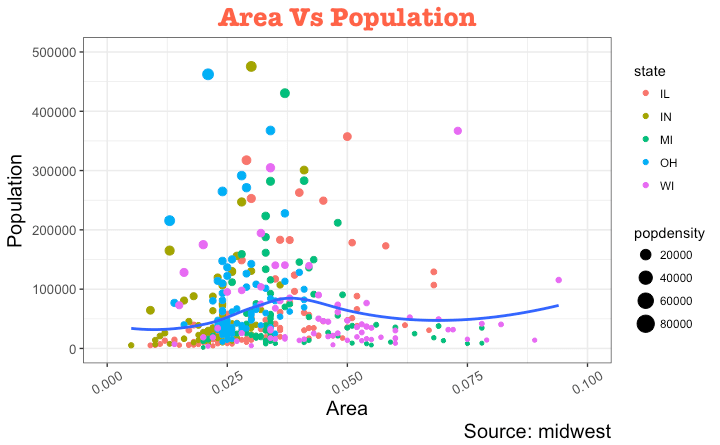 Area Vs Population
500000
400000
300000
200000
100000
0
Population
0.000
0.025
0.050
0.075
0.100
Area
Source: midwest
state
IL
IN
MI
OH
WI
popdensity
20000
40000
60000
80000